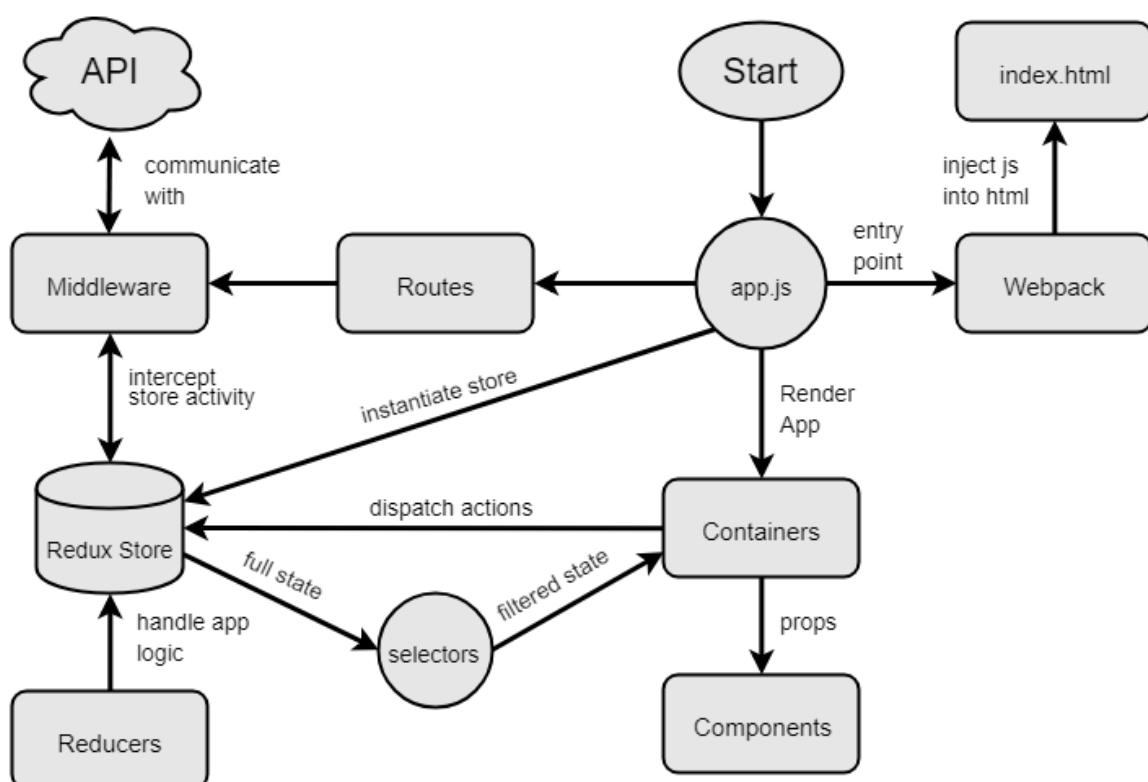 API
Start
index.html
communicate
with
inject js
into html
entry
point
Middleware
Routes
app.js
Webpack
intercept
store activity
instantiate store
Render
App
dispatch actions
Redux Store
full state
filtered state
Containers
handle app
logic
selectors
props
Reducers
Components